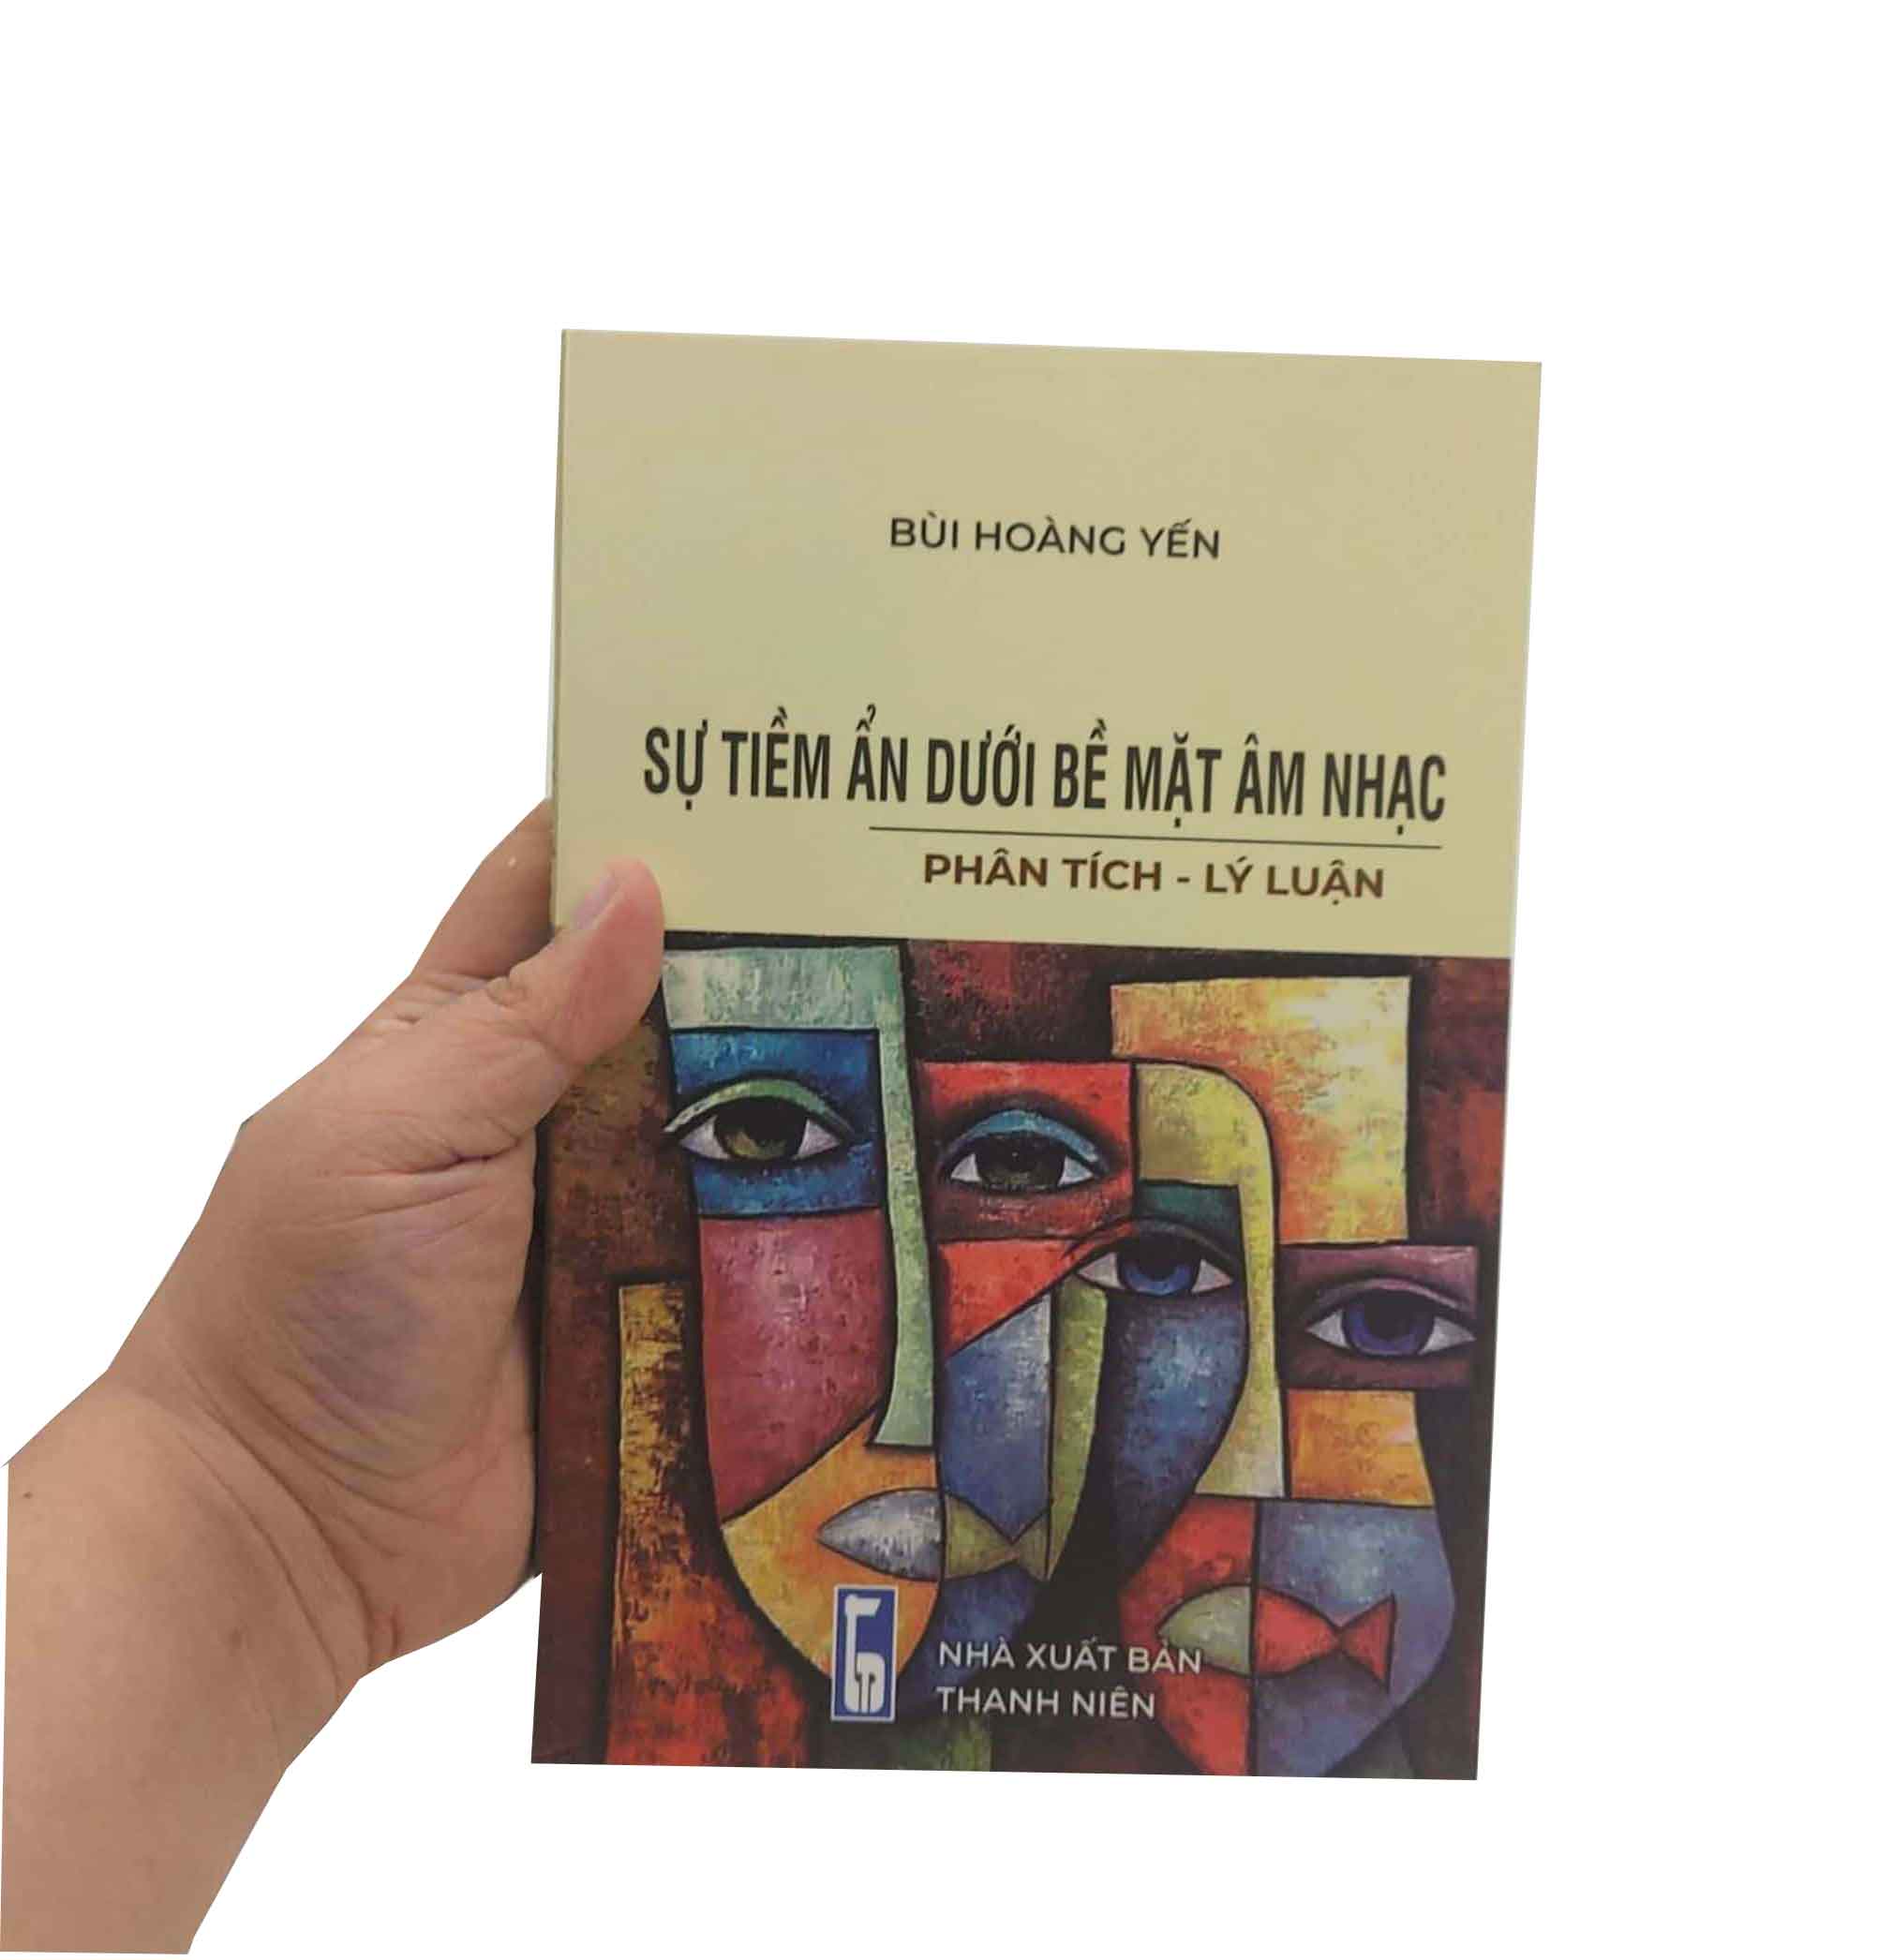 BÙI HOÀNG YẾN
SỰ TIỀM ẨN DƯỚI BỀ MẶT ÂM NHẠC
PHÂN TÍCH - LÝ LUẬN
NHÀ XUẤT BẢN
THANH NIÊN